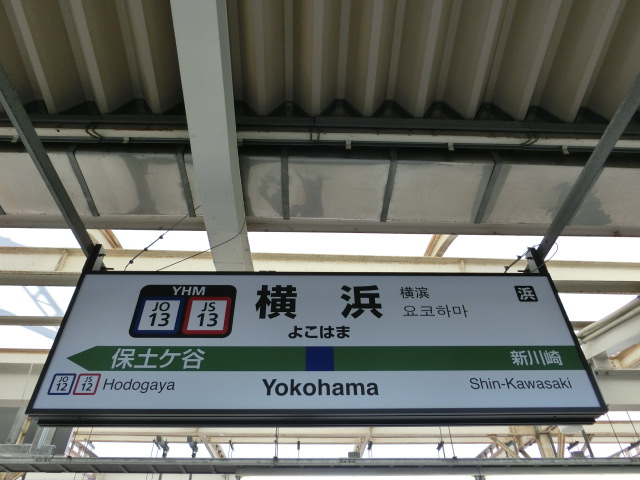 YHM
JO 13 JS 13
横浜
横滨
요코하마
浜
よこはま
保土ケ谷
新川崎
JO 12 JS 12 Hodogaya
Yokohama
Shin-Kawasaki